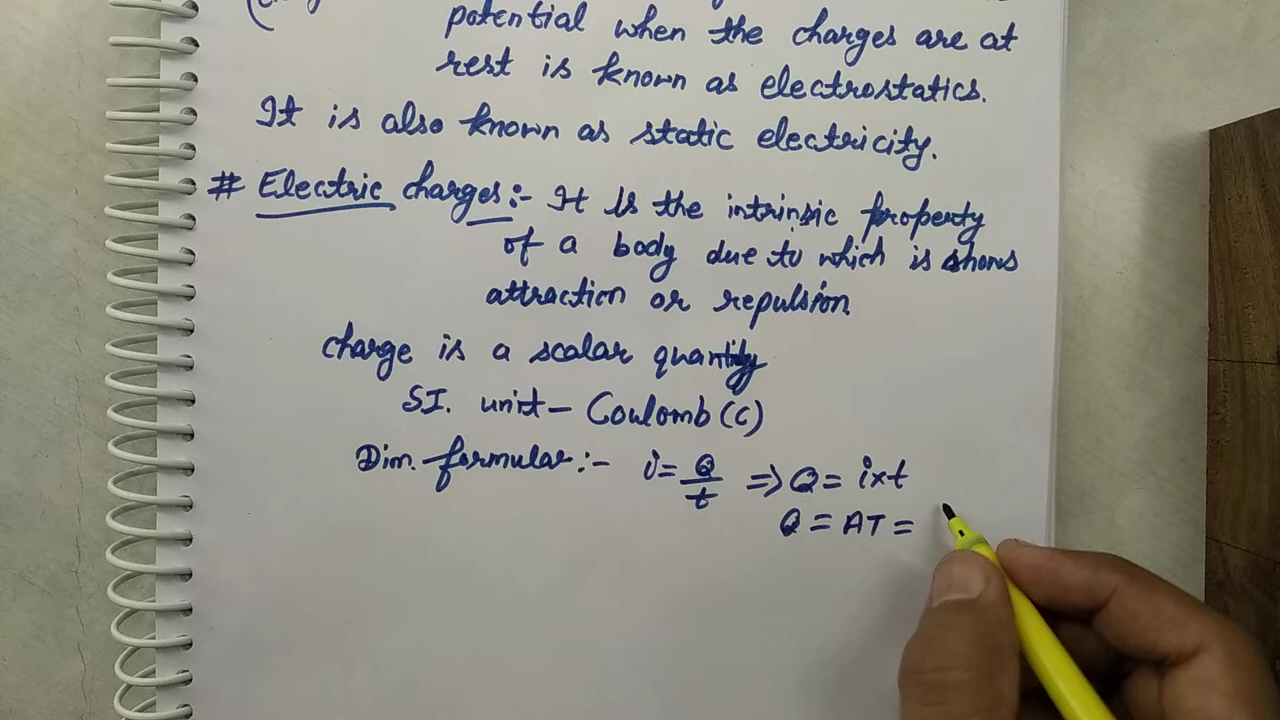 potential when the charges are at
rest is known as electrostatics.
It is also known as static electricity.
# Electric charges:- It is the intrinsic property
of a body due to which is shows
attraction or repulsion
charge is a scalar quantity
S.I. unit - Coulomb (C)
Dim. formular:- i = Q/t => Q = i×t
Q = AT =